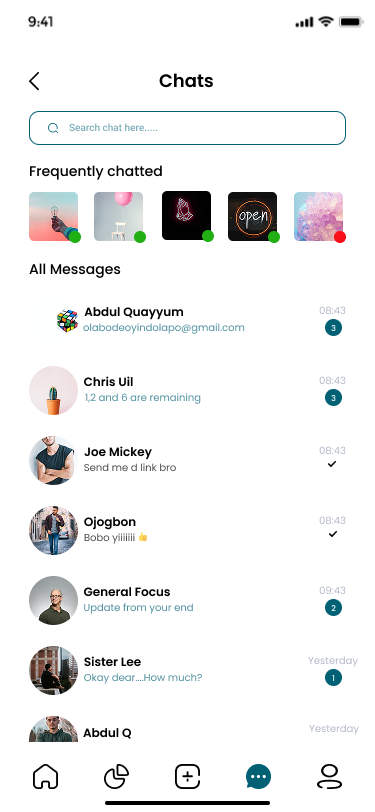 9:41
Chats
Search chat here.....
Frequently chatted
open
All Messages
Abdul Quayyum 08:43
olabodeoyindolapo@gmail.com 3
Chris Uil 08:43
1,2 and 6 are remaining 3
Joe Mickey 08:43
Send me d link bro
Ojogbon 08:43
Bobo yiiiiiii 👍
General Focus 09:43
Update from your end 2
Sister Lee Yesterday
Okay dear....How much? 1
Abdul Q Yesterday